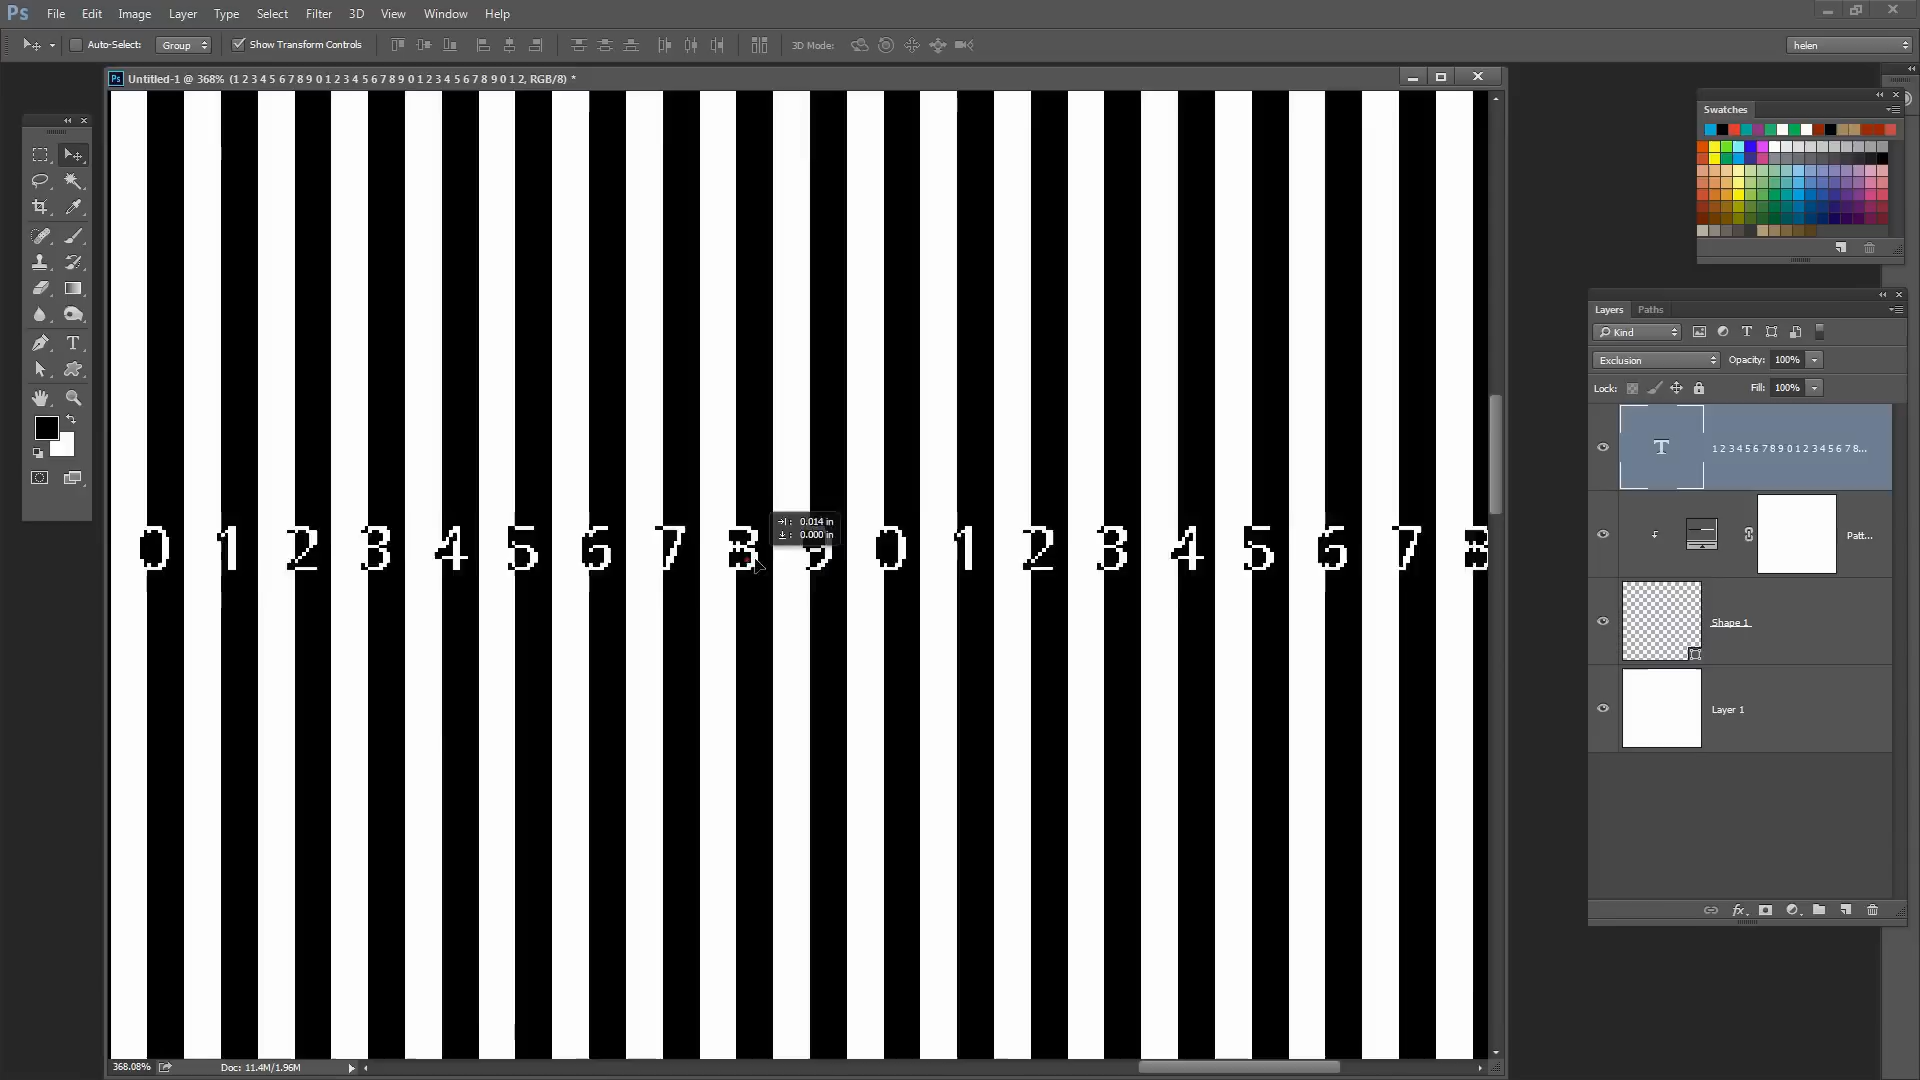 Ps File Edit Image Layer Type Select Filter 3D View Window Help
Auto-Select: Group Show Transform Controls 3D Mode: helen
Ps Untitled-1 @ 368% (1 2 3 4 5 6 7 8 9 0 1 2 3 4 5 6 7 8 9 0 1 2 3 4 5 6 7 8 9 0 1 2, RGB/8) *
Swatches
Layers Paths
Kind T
Exclusion Opacity: 100%
Lock: Fill: 100%
T 1 2 3 4 5 6 7 8 9 0 1 2 3 4 5 6 7 8...
Patt...
Shape 1
Layer 1
fx
T
0.014 in
0.000 in
0 1 2 3 4 5 6 7 8 9 0 1 2 3 4 5 6 7 8
368.08% Doc: 11.4M/1.96M